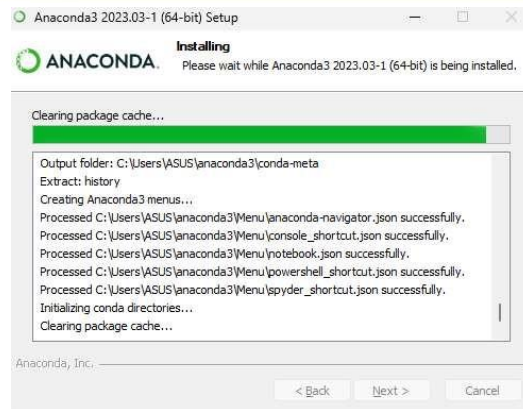 Anaconda3 2023.03-1 (64-bit) Setup
ANACONDA.
Installing
Please wait while Anaconda3 2023.03-1 (64-bit) is being installed.
Clearing package cache...
Output folder: C:\Users\ASUS\anaconda3\conda-meta
Extract: history
Creating Anaconda3 menus...
Processed C:\Users\ASUS\anaconda3\Menu\anaconda-navigator.json successfully.
Processed C:\Users\ASUS\anaconda3\Menu\console_shortcut.json successfully.
Processed C:\Users\ASUS\anaconda3\Menu\notebook.json successfully.
Processed C:\Users\ASUS\anaconda3\Menu\powershell_shortcut.json successfully.
Processed C:\Users\ASUS\anaconda3\Menu\spyder_shortcut.json successfully.
Initializing conda directories...
Clearing package cache...
Anaconda, Inc.
< Back Next > Cancel